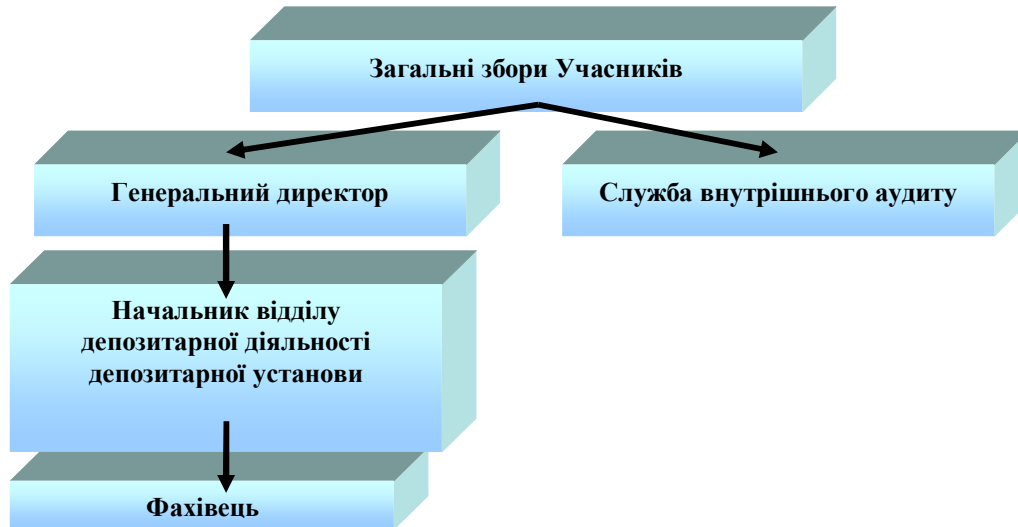 Загальні збори Учасників
Генеральний директор
Служба внутрішнього аудиту
Начальник відділу
депозитарної діяльності
депозитарної установи
Фахівець